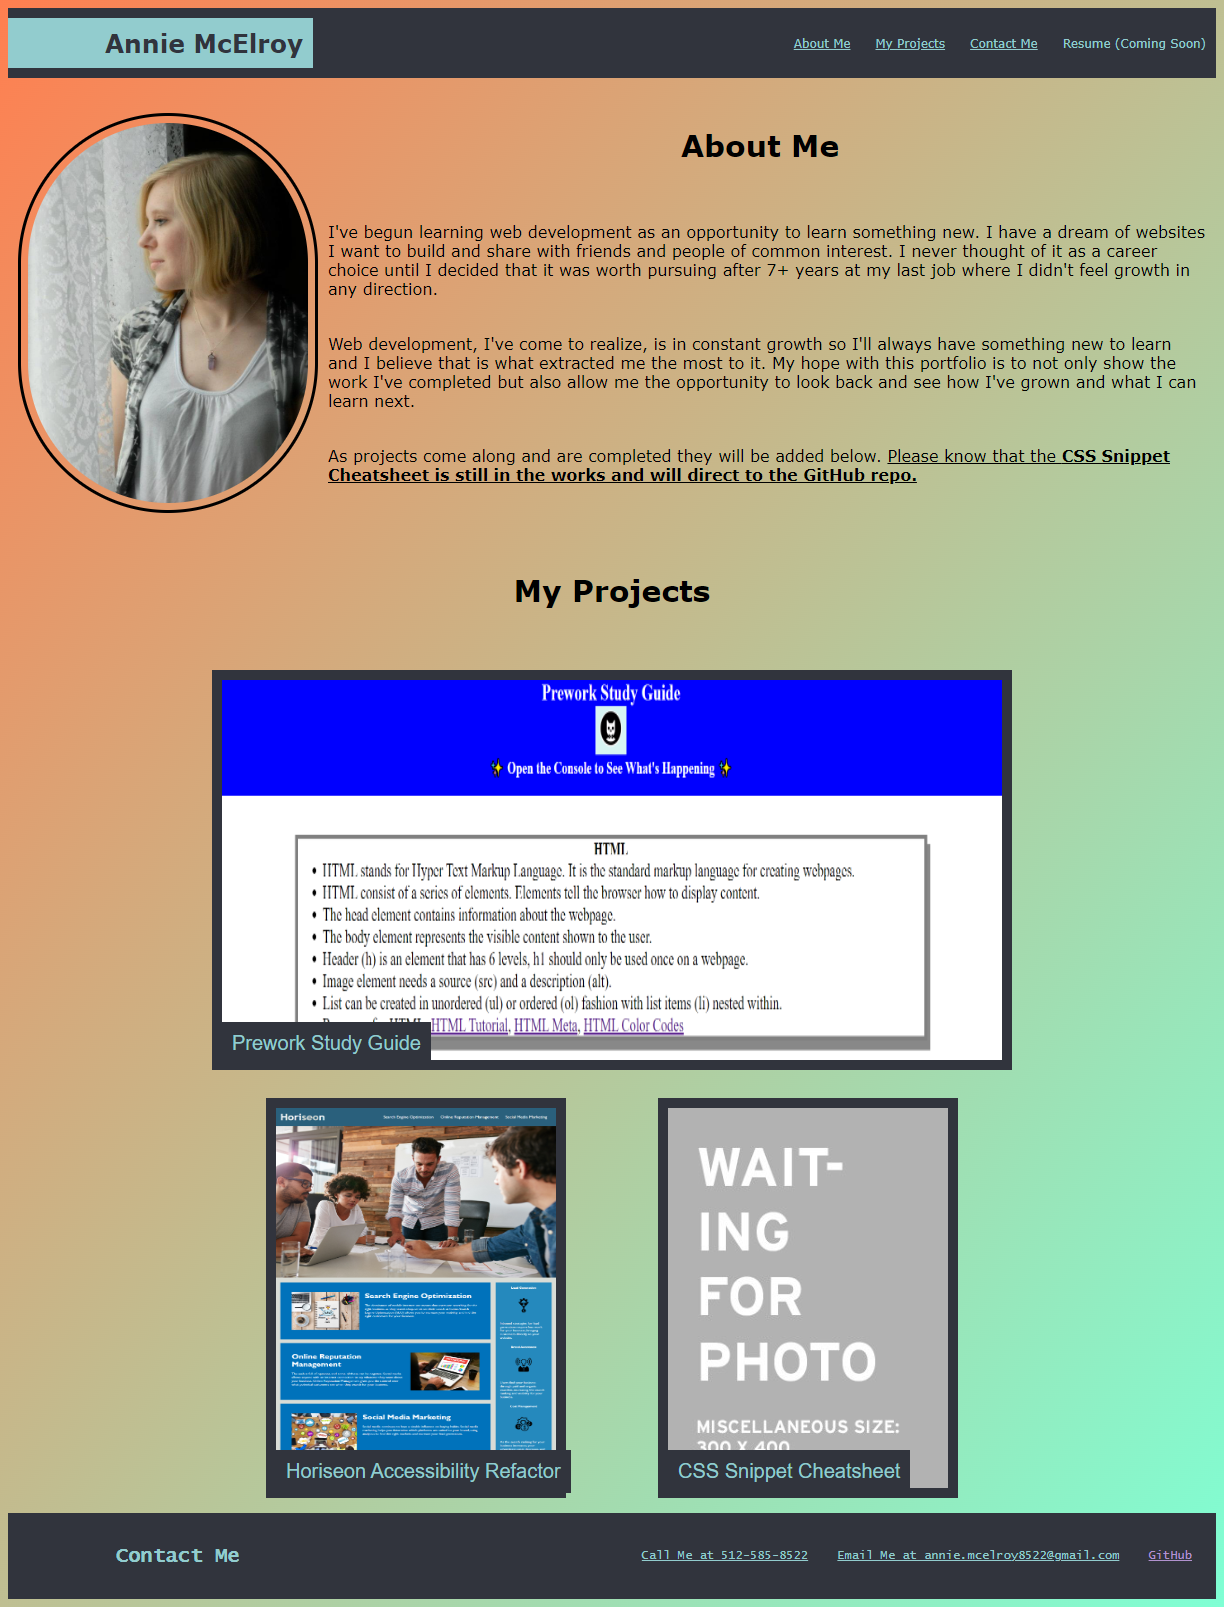 Annie McElroy
About Me
My Projects
Contact Me
Resume (Coming Soon)
About Me
I've begun learning web development as an opportunity to learn something new. I have a dream of websites
I want to build and share with friends and people of common interest. I never thought of it as a career
choice until I decided that it was worth pursuing after 7+ years at my last job where I didn't feel growth in
any direction.
Web development, I've come to realize, is in constant growth so I'll always have something new to learn
and I believe that is what extracted me the most to it. My hope with this portfolio is to not only show the
work I've completed but also allow me the opportunity to look back and see how I've grown and what I can
learn next.
As projects come along and are completed they will be added below. Please know that the CSS Snippet
Cheatsheet is still in the works and will direct to the GitHub repo.
My Projects
Prework Study Guide
✨ Open the Console to See What's Happening ✨
HTML
• HTML stands for Hyper Text Markup Language. It is the standard markup language for creating webpages.
• HTML consist of a series of elements. Elements tell the browser how to display content.
• The head element contains information about the webpage.
• The body element represents the visible content shown to the user.
• Header (h) is an element that has 6 levels, h1 should only be used once on a webpage.
• Image element needs a source (src) and a description (alt).
• List can be created in unordered (ul) or ordered (ol) fashion with list items (li) nested within.
HTML Tutorial, HTML Meta, HTML Color Codes
Prework Study Guide
Horiseon
Search Engine Optimization
Online Reputation Management
Social Media Marketing
Search Engine Optimization
Online Reputation
Management
Social Media Marketing
Horiseon Accessibility Refactor
WAIT-
ING
FOR
PHOTO
MISCELLANEOUS SIZE:
300 X 400
CSS Snippet Cheatsheet
Contact Me
Call Me at 512-585-8522
Email Me at annie.mcelroy8522@gmail.com
GitHub